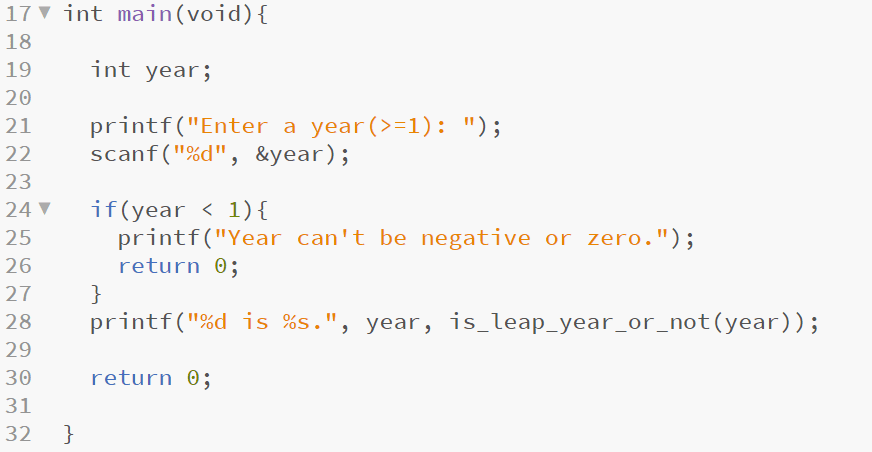 17 int main(void){
18
19   int year;
20
21   printf("Enter a year(>=1): ");
22   scanf("%d", &year);
23
24   if(year < 1){
25     printf("Year can't be negative or zero.");
26     return 0;
27   }
28   printf("%d is %s.", year, is_leap_year_or_not(year));
29
30   return 0;
31
32 }